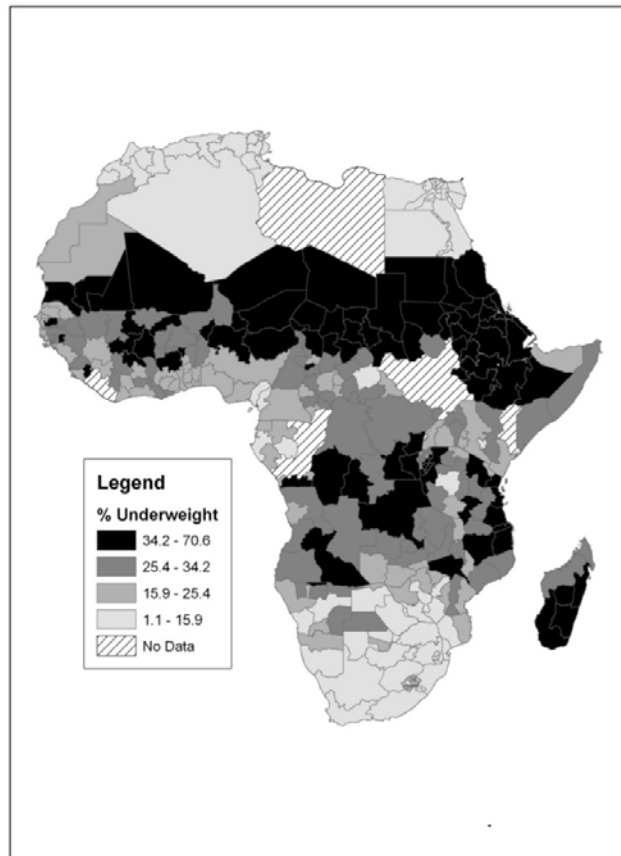 Legend
% Underweight
34.2 - 70.6
25.4 - 34.2
15.9 - 25.4
1.1 - 15.9
No Data